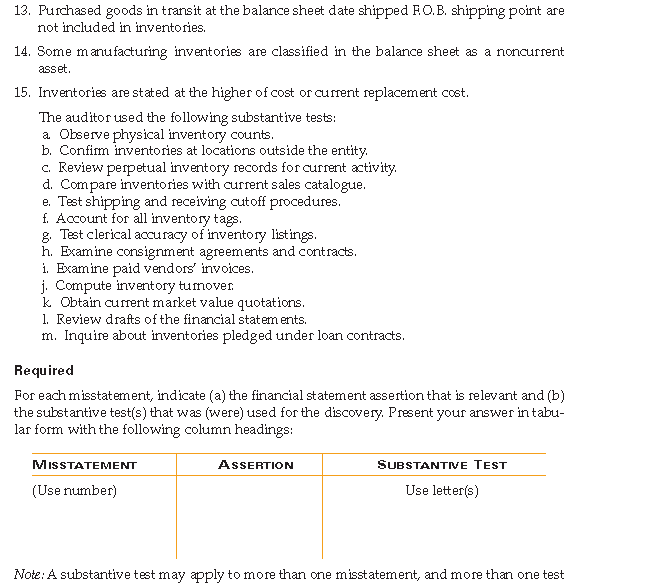 13. Purchased goods in transit at the balance sheet date shipped F.O.B. shipping point are
not included in inventories.
14. Some manufacturing inventories are classified in the balance sheet as a noncurrent
asset.
15. Inventories are stated at the higher of cost or current replacement cost.
The auditor used the following substantive tests:
a. Observe physical inventory counts.
b. Confirm inventories at locations outside the entity.
c. Review perpetual inventory records for current activity.
d. Compare inventories with current sales catalogue.
e. Test shipping and receiving cutoff procedures.
f. Account for all inventory tags.
g. Test clerical accuracy of inventory listings.
h. Examine consignment agreements and contracts.
i. Examine paid vendors' invoices.
j. Compute inventory turnover.
k. Obtain current market value quotations.
l. Review drafts of the financial statements.
m. Inquire about inventories pledged under loan contracts.
Required
For each misstatement, indicate (a) the financial statement assertion that is relevant and (b)
the substantive test(s) that was (were) used for the discovery. Present your answer in tabu-
lar form with the following column headings:
MISSTATEMENT ASSERTION SUBSTANTIVE TEST
(Use number) Use letter(s)
Note: A substantive test may apply to more than one misstatement, and more than one test